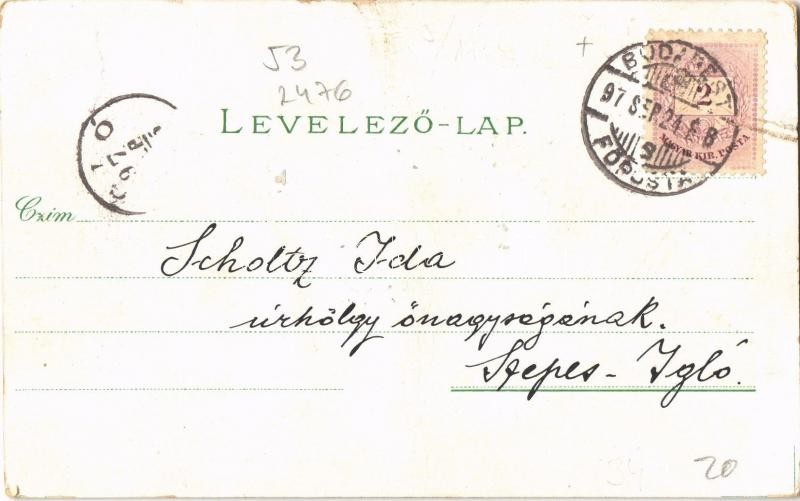 53
2476
LEVELEZŐ-LAP.
BUDAPEST
97 SEP 24
FŐPOSTA
2
MAGYAR KIR. POSTA
Czím
Scholtz Ida
úrhölgy őnagyságának.
Szepes-Igló.
20